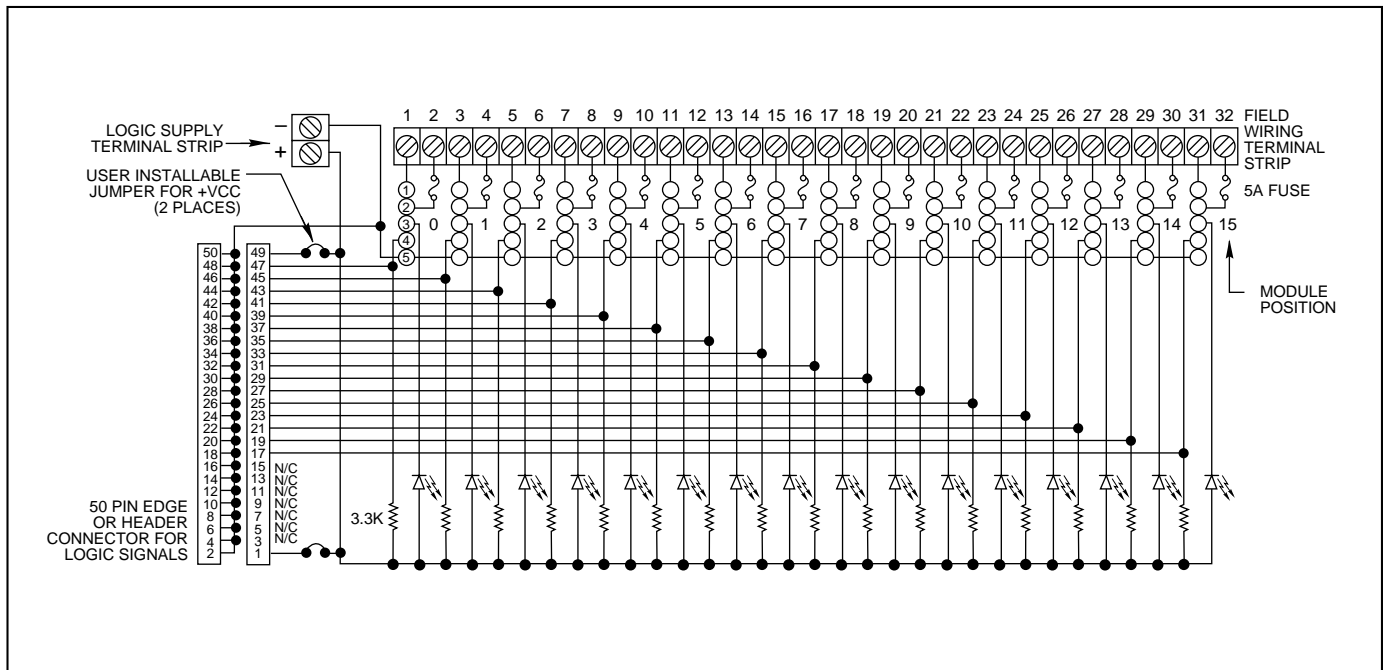 1 2 3 4 5 6 7 8 9 10 11 12 13 14 15 16 17 18 19 20 21 22 23 24 25 26 27 28 29 30 31 32
FIELD
WIRING
TERMINAL
STRIP
−
+
LOGIC SUPPLY
TERMINAL STRIP
USER INSTALLABLE
JUMPER FOR +VCC
(2 PLACES)
5A FUSE
1
2
3
4
5
0 1 2 3 4 5 6 7 8 9 10 11 12 13 14 15
MODULE
POSITION
50 49
48 47
46 45
44 43
42 41
40 39
38 37
36 35
34 33
32 31
30 29
28 27
26 25
24 23
22 21
20 19
18 17
16 15 N/C
14 13 N/C
12 11 N/C
10 9 N/C
8 7 N/C
6 5 N/C
4 3 N/C
2 1
50 PIN EDGE
OR HEADER
CONNECTOR FOR
LOGIC SIGNALS
3.3K